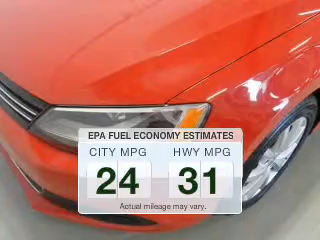 EPA FUEL ECONOMY ESTIMATES
CITY MPG HWY MPG
24 31
Actual mileage may vary.